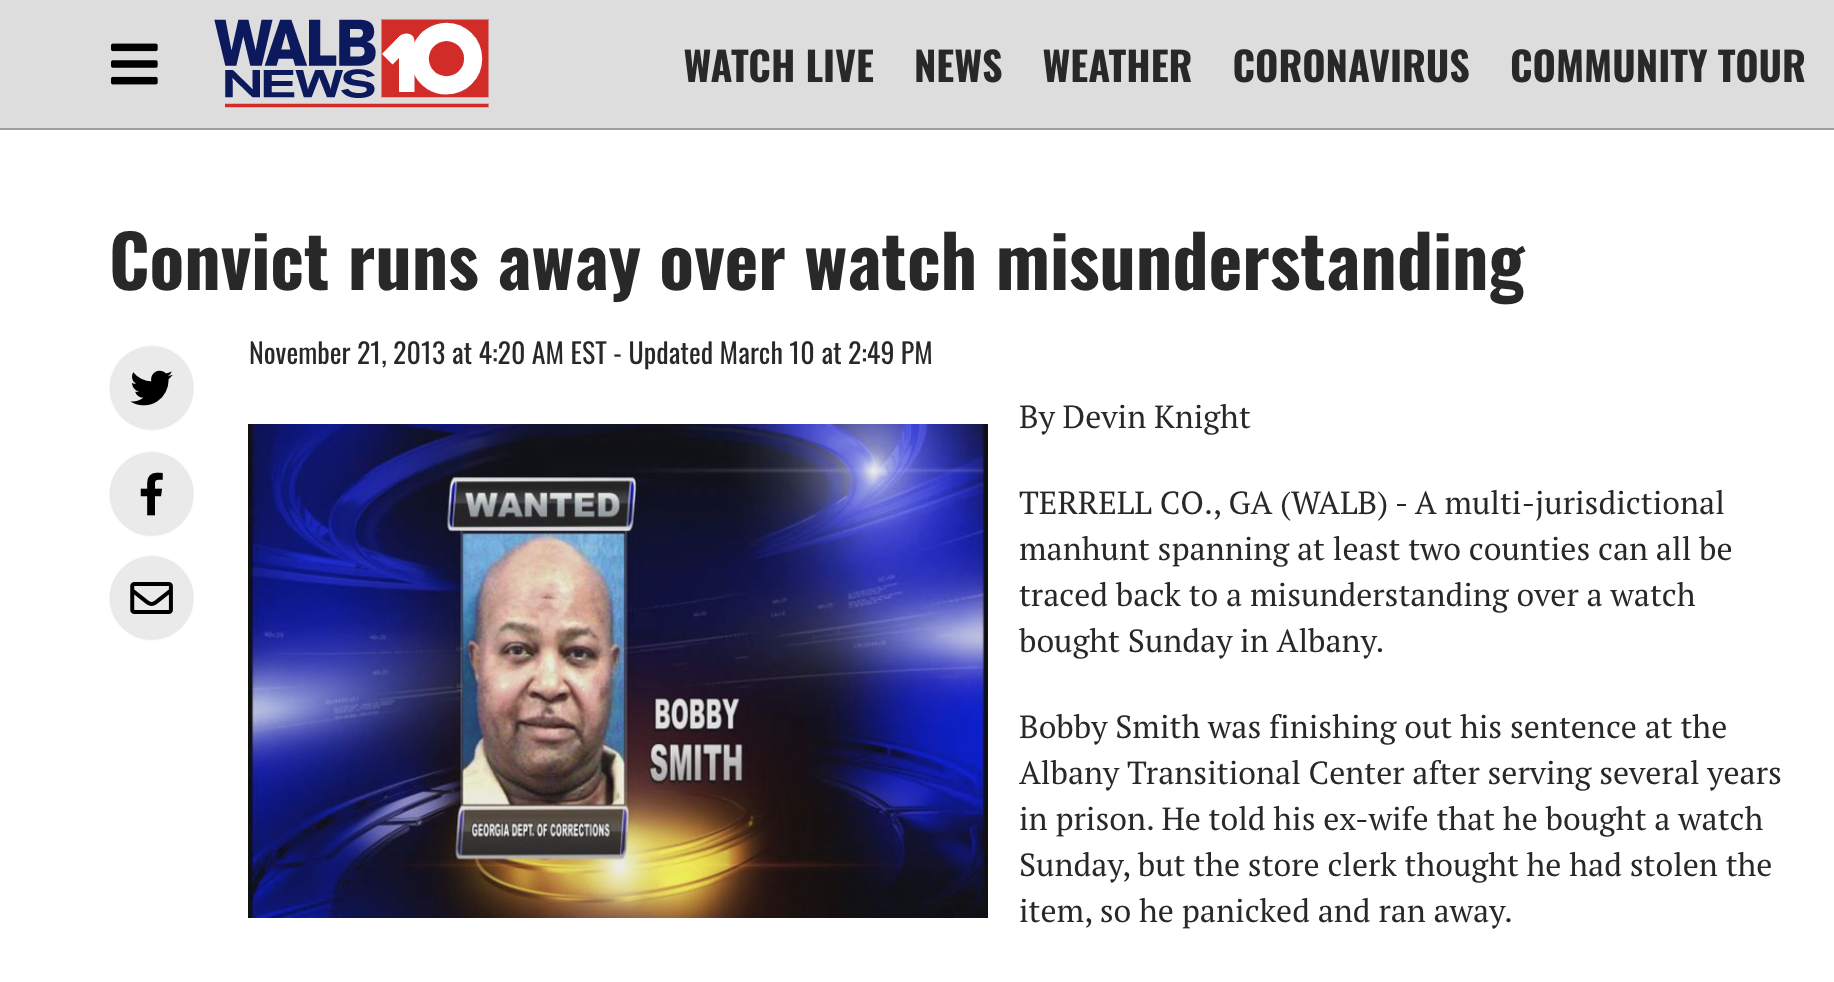 WALB
NEWS 10
WATCH LIVE NEWS WEATHER CORONAVIRUS COMMUNITY TOUR
Convict runs away over watch misunderstanding
November 21, 2013 at 4:20 AM EST - Updated March 10 at 2:49 PM
WANTED
BOBBY
SMITH
GEORGIA DEPT. OF CORRECTIONS
By Devin Knight
TERRELL CO., GA (WALB) - A multi-jurisdictional
manhunt spanning at least two counties can all be
traced back to a misunderstanding over a watch
bought Sunday in Albany.
Bobby Smith was finishing out his sentence at the
Albany Transitional Center after serving several years
in prison. He told his ex-wife that he bought a watch
Sunday, but the store clerk thought he had stolen the
item, so he panicked and ran away.